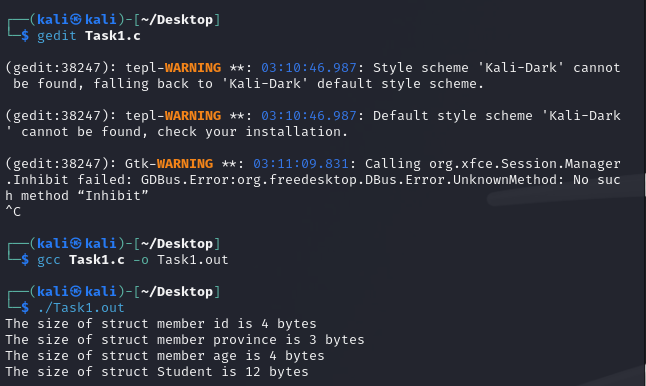 ┌──(kali㉿kali)-[~/Desktop]
└─$ gedit Task1.c
(gedit:38247): tepl-WARNING **: 03:10:46.987: Style scheme 'Kali-Dark' cannot
 be found, falling back to 'Kali-Dark' default style scheme.
(gedit:38247): tepl-WARNING **: 03:10:46.987: Default style scheme 'Kali-Dark
' cannot be found, check your installation.
(gedit:38247): Gtk-WARNING **: 03:11:09.831: Calling org.xfce.Session.Manager
.Inhibit failed: GDBus.Error:org.freedesktop.DBus.Error.UnknownMethod: No suc
h method “Inhibit”
^C
┌──(kali㉿kali)-[~/Desktop]
└─$ gcc Task1.c -o Task1.out
┌──(kali㉿kali)-[~/Desktop]
└─$ ./Task1.out
The size of struct member id is 4 bytes
The size of struct member province is 3 bytes
The size of struct member age is 4 bytes
The size of struct Student is 12 bytes